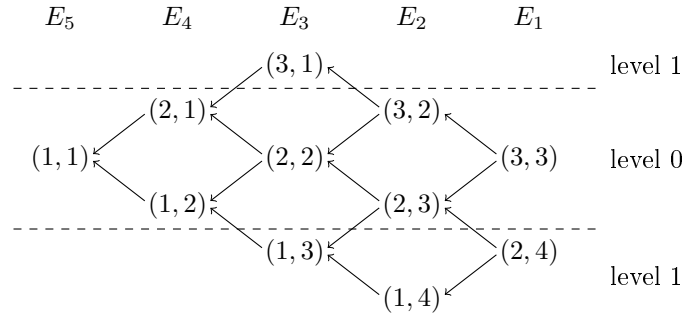 E₅ E₄ E₃ E₂ E₁
(3, 1) level 1
(2, 1) (3, 2)
(1, 1) (2, 2) (3, 3) level 0
(1, 2) (2, 3)
(1, 3) (2, 4)
level 1
(1, 4)